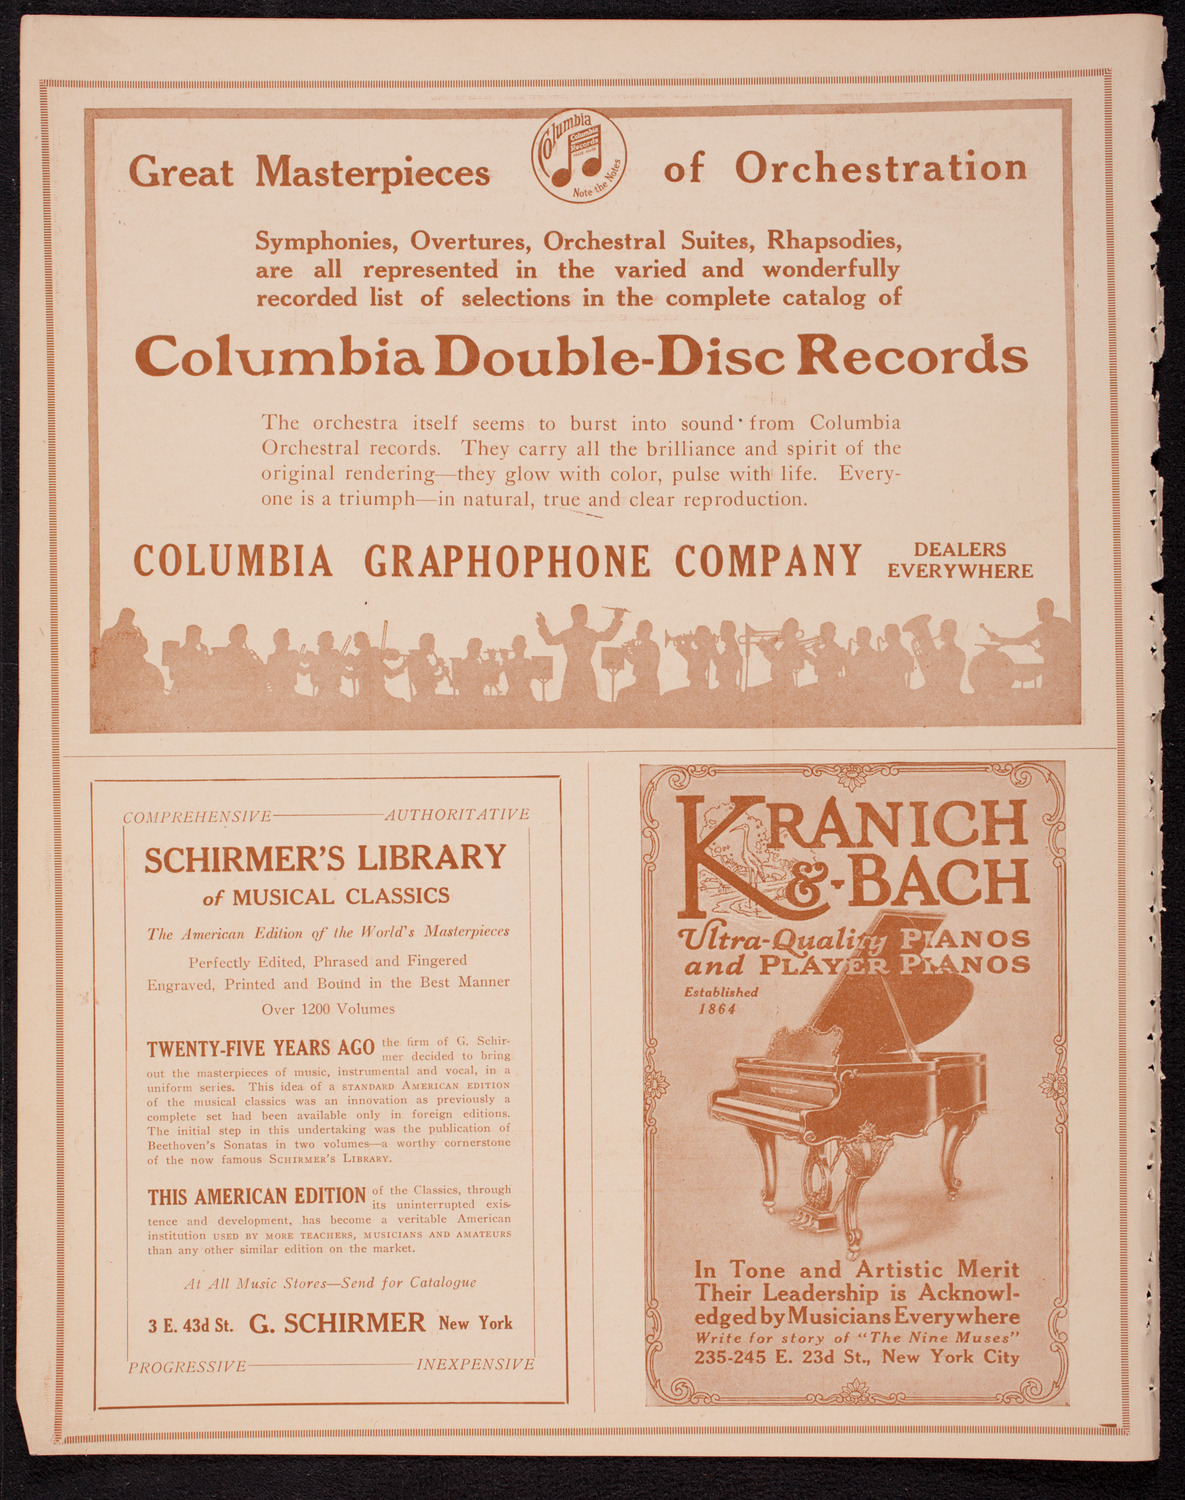 Great Masterpieces
Columbia
Columbia
Records
Note the Notes
of Orchestration
Symphonies, Overtures, Orchestral Suites, Rhapsodies,
are all represented in the varied and wonderfully
recorded list of selections in the complete catalog of
Columbia Double-Disc Records
The orchestra itself seems to burst into sound from Columbia
Orchestral records. They carry all the brilliance and spirit of the
original rendering—they glow with color, pulse with life. Every-
one is a triumph—in natural, true and clear reproduction.
COLUMBIA GRAPHOPHONE COMPANY
DEALERS
EVERYWHERE
COMPREHENSIVE AUTHORITATIVE
SCHIRMER'S LIBRARY
of MUSICAL CLASSICS
The American Edition of the World's Masterpieces
Perfectly Edited, Phrased and Fingered
Engraved, Printed and Bound in the Best Manner
Over 1200 Volumes
TWENTY-FIVE YEARS AGO the firm of G. Schir-
mer decided to bring
out the masterpieces of music, instrumental and vocal, in a
uniform series. This idea of a STANDARD AMERICAN EDITION
of the musical classics was an innovation as previously a
complete set had been available only in foreign editions.
The initial step in this undertaking was the publication of
Beethoven's Sonatas in two volumes—a worthy cornerstone
of the now famous SCHIRMER'S LIBRARY.
THIS AMERICAN EDITION of the Classics, through
its uninterrupted exis-
tence and development, has become a veritable American
institution USED BY MORE TEACHERS, MUSICIANS AND AMATEURS
than any other similar edition on the market.
At All Music Stores—Send for Catalogue
3 E. 43d St. G. SCHIRMER New York
PROGRESSIVE INEXPENSIVE
KRANICH
&-BACH
Ultra-Quality PIANOS
and PLAYER PIANOS
Established
1864
In Tone and Artistic Merit
Their Leadership is Acknowl-
edged by Musicians Everywhere
Write for story of "The Nine Muses"
235-245 E. 23d St., New York City